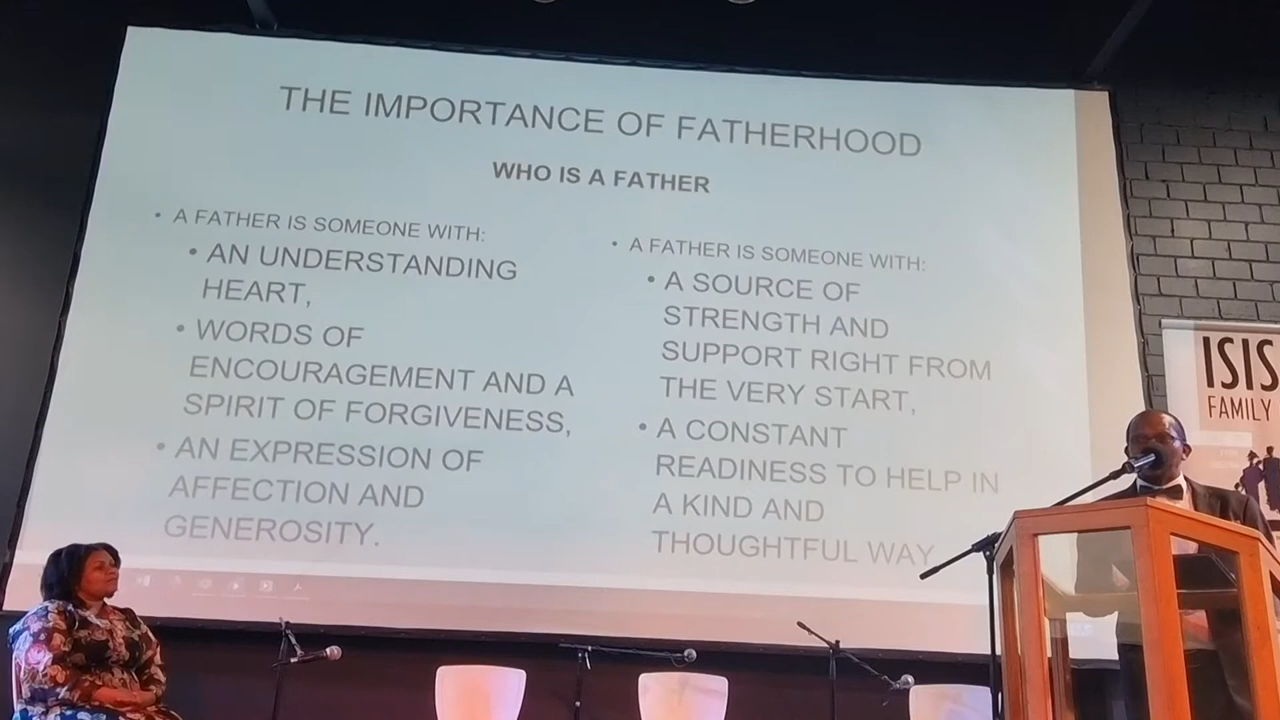 THE IMPORTANCE OF FATHERHOOD
WHO IS A FATHER
• A FATHER IS SOMEONE WITH:
• AN UNDERSTANDING
HEART,
• WORDS OF
ENCOURAGEMENT AND A
SPIRIT OF FORGIVENESS,
• AN EXPRESSION OF
AFFECTION AND
GENEROSITY.
• A FATHER IS SOMEONE WITH:
• A SOURCE OF
STRENGTH AND
SUPPORT RIGHT FROM
THE VERY START,
• A CONSTANT
READINESS TO HELP IN
A KIND AND
THOUGHTFUL WAY
ISIS
FAMILY